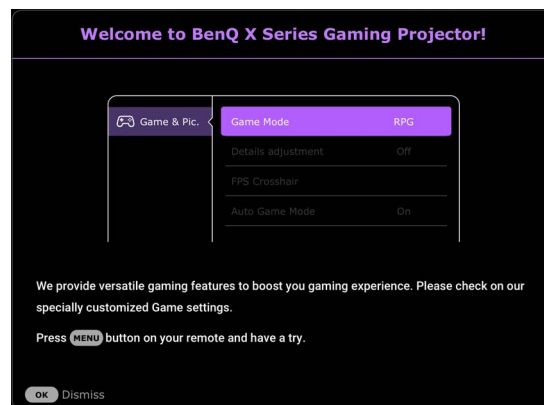 Welcome to BenQ X Series Gaming Projector!
Game & Pic.
Game Mode RPG
Details adjustment Off
FPS Crosshair
Auto Game Mode On
We provide versatile gaming features to boost you gaming experience. Please check on our
specially customized Game settings.
Press MENU button on your remote and have a try.
OK Dismiss